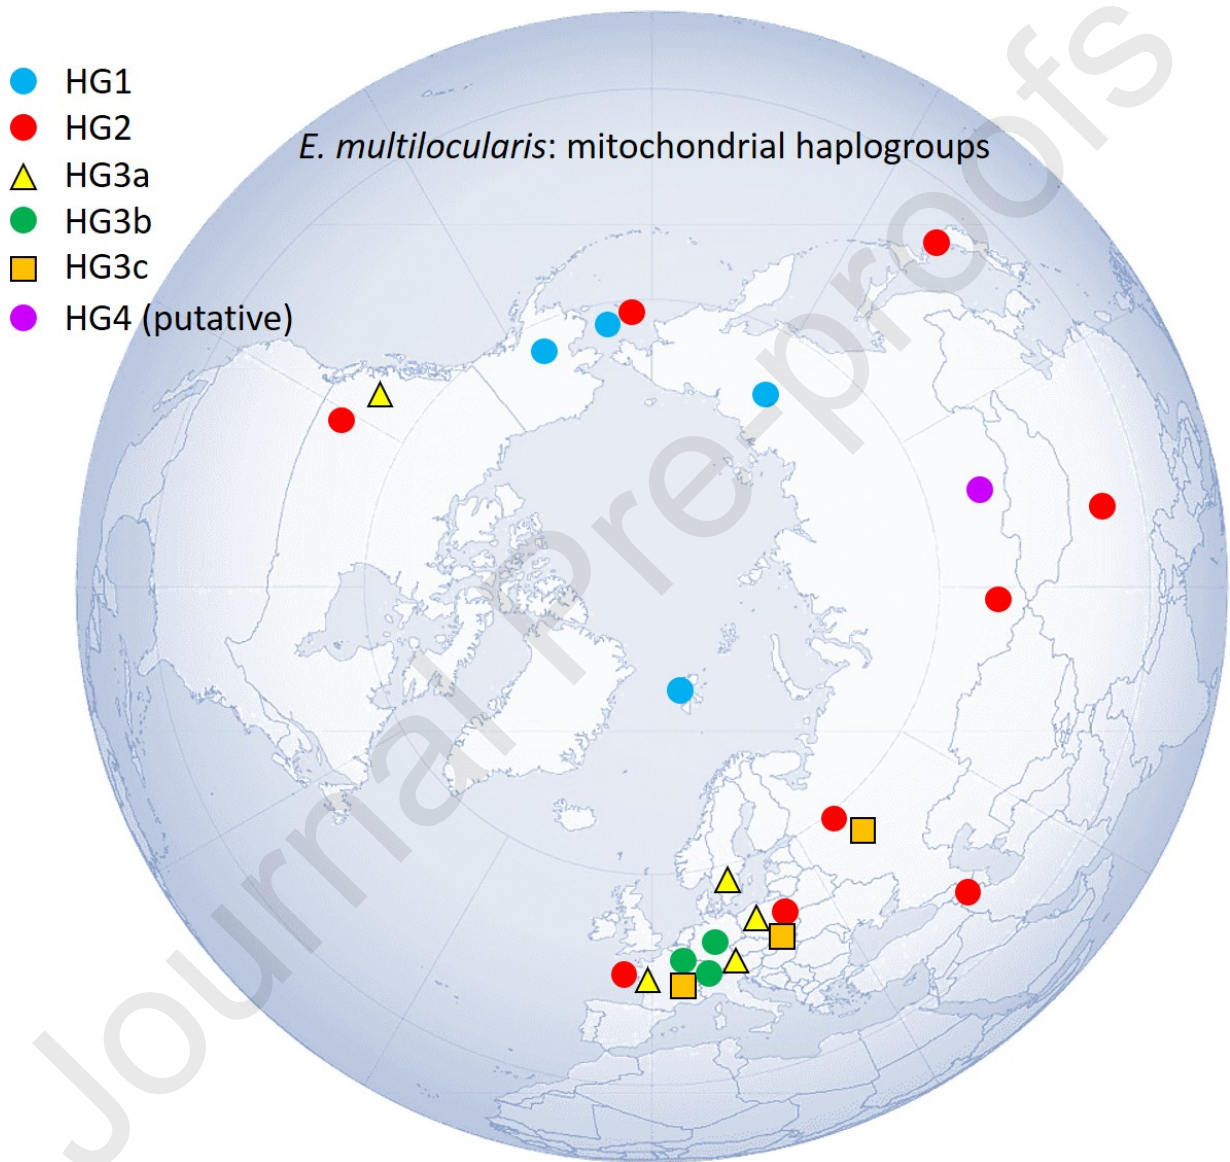 HG1
HG2
HG3a
HG3b
HG3c
HG4 (putative)
E. multilocularis: mitochondrial haplogroups
Journal Pre-proofs